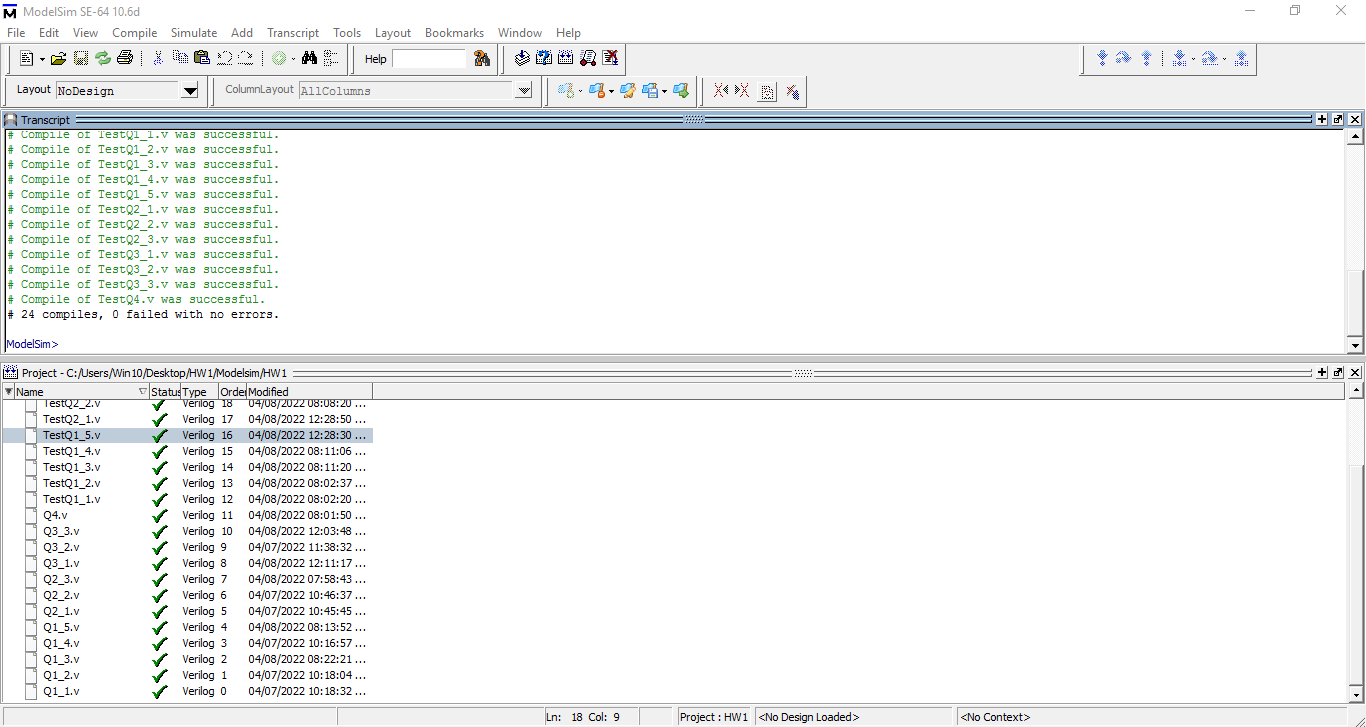 ModelSim SE-64 10.6d
File Edit View Compile Simulate Add Transcript Tools Layout Bookmarks Window Help
Help
Layout NoDesign
ColumnLayout AllColumns
Transcript
# Compile of TestQ1_1.v was successful.
# Compile of TestQ1_2.v was successful.
# Compile of TestQ1_3.v was successful.
# Compile of TestQ1_4.v was successful.
# Compile of TestQ1_5.v was successful.
# Compile of TestQ2_1.v was successful.
# Compile of TestQ2_2.v was successful.
# Compile of TestQ2_3.v was successful.
# Compile of TestQ3_1.v was successful.
# Compile of TestQ3_2.v was successful.
# Compile of TestQ3_3.v was successful.
# Compile of TestQ4.v was successful.
# 24 compiles, 0 failed with no errors.
ModelSim>
Project - C:/Users/Win10/Desktop/HW1/Modelsim/HW1
Name Status Type Order Modified
TestQ2_2.v Verilog 18 04/08/2022 08:08:20 ...
TestQ2_1.v Verilog 17 04/08/2022 12:28:50 ...
TestQ1_5.v Verilog 16 04/08/2022 12:28:30 ...
TestQ1_4.v Verilog 15 04/08/2022 08:11:06 ...
TestQ1_3.v Verilog 14 04/08/2022 08:11:20 ...
TestQ1_2.v Verilog 13 04/08/2022 08:02:37 ...
TestQ1_1.v Verilog 12 04/08/2022 08:02:20 ...
Q4.v Verilog 11 04/08/2022 08:01:50 ...
Q3_3.v Verilog 10 04/08/2022 12:03:48 ...
Q3_2.v Verilog 9 04/07/2022 11:38:32 ...
Q3_1.v Verilog 8 04/08/2022 12:11:17 ...
Q2_3.v Verilog 7 04/08/2022 07:58:43 ...
Q2_2.v Verilog 6 04/07/2022 10:46:37 ...
Q2_1.v Verilog 5 04/07/2022 10:45:45 ...
Q1_5.v Verilog 4 04/08/2022 08:13:52 ...
Q1_4.v Verilog 3 04/07/2022 10:16:57 ...
Q1_3.v Verilog 2 04/08/2022 08:22:21 ...
Q1_2.v Verilog 1 04/07/2022 10:18:04 ...
Q1_1.v Verilog 0 04/07/2022 10:18:32 ...
Ln: 18 Col: 9 Project : HW1 <No Design Loaded> <No Context>